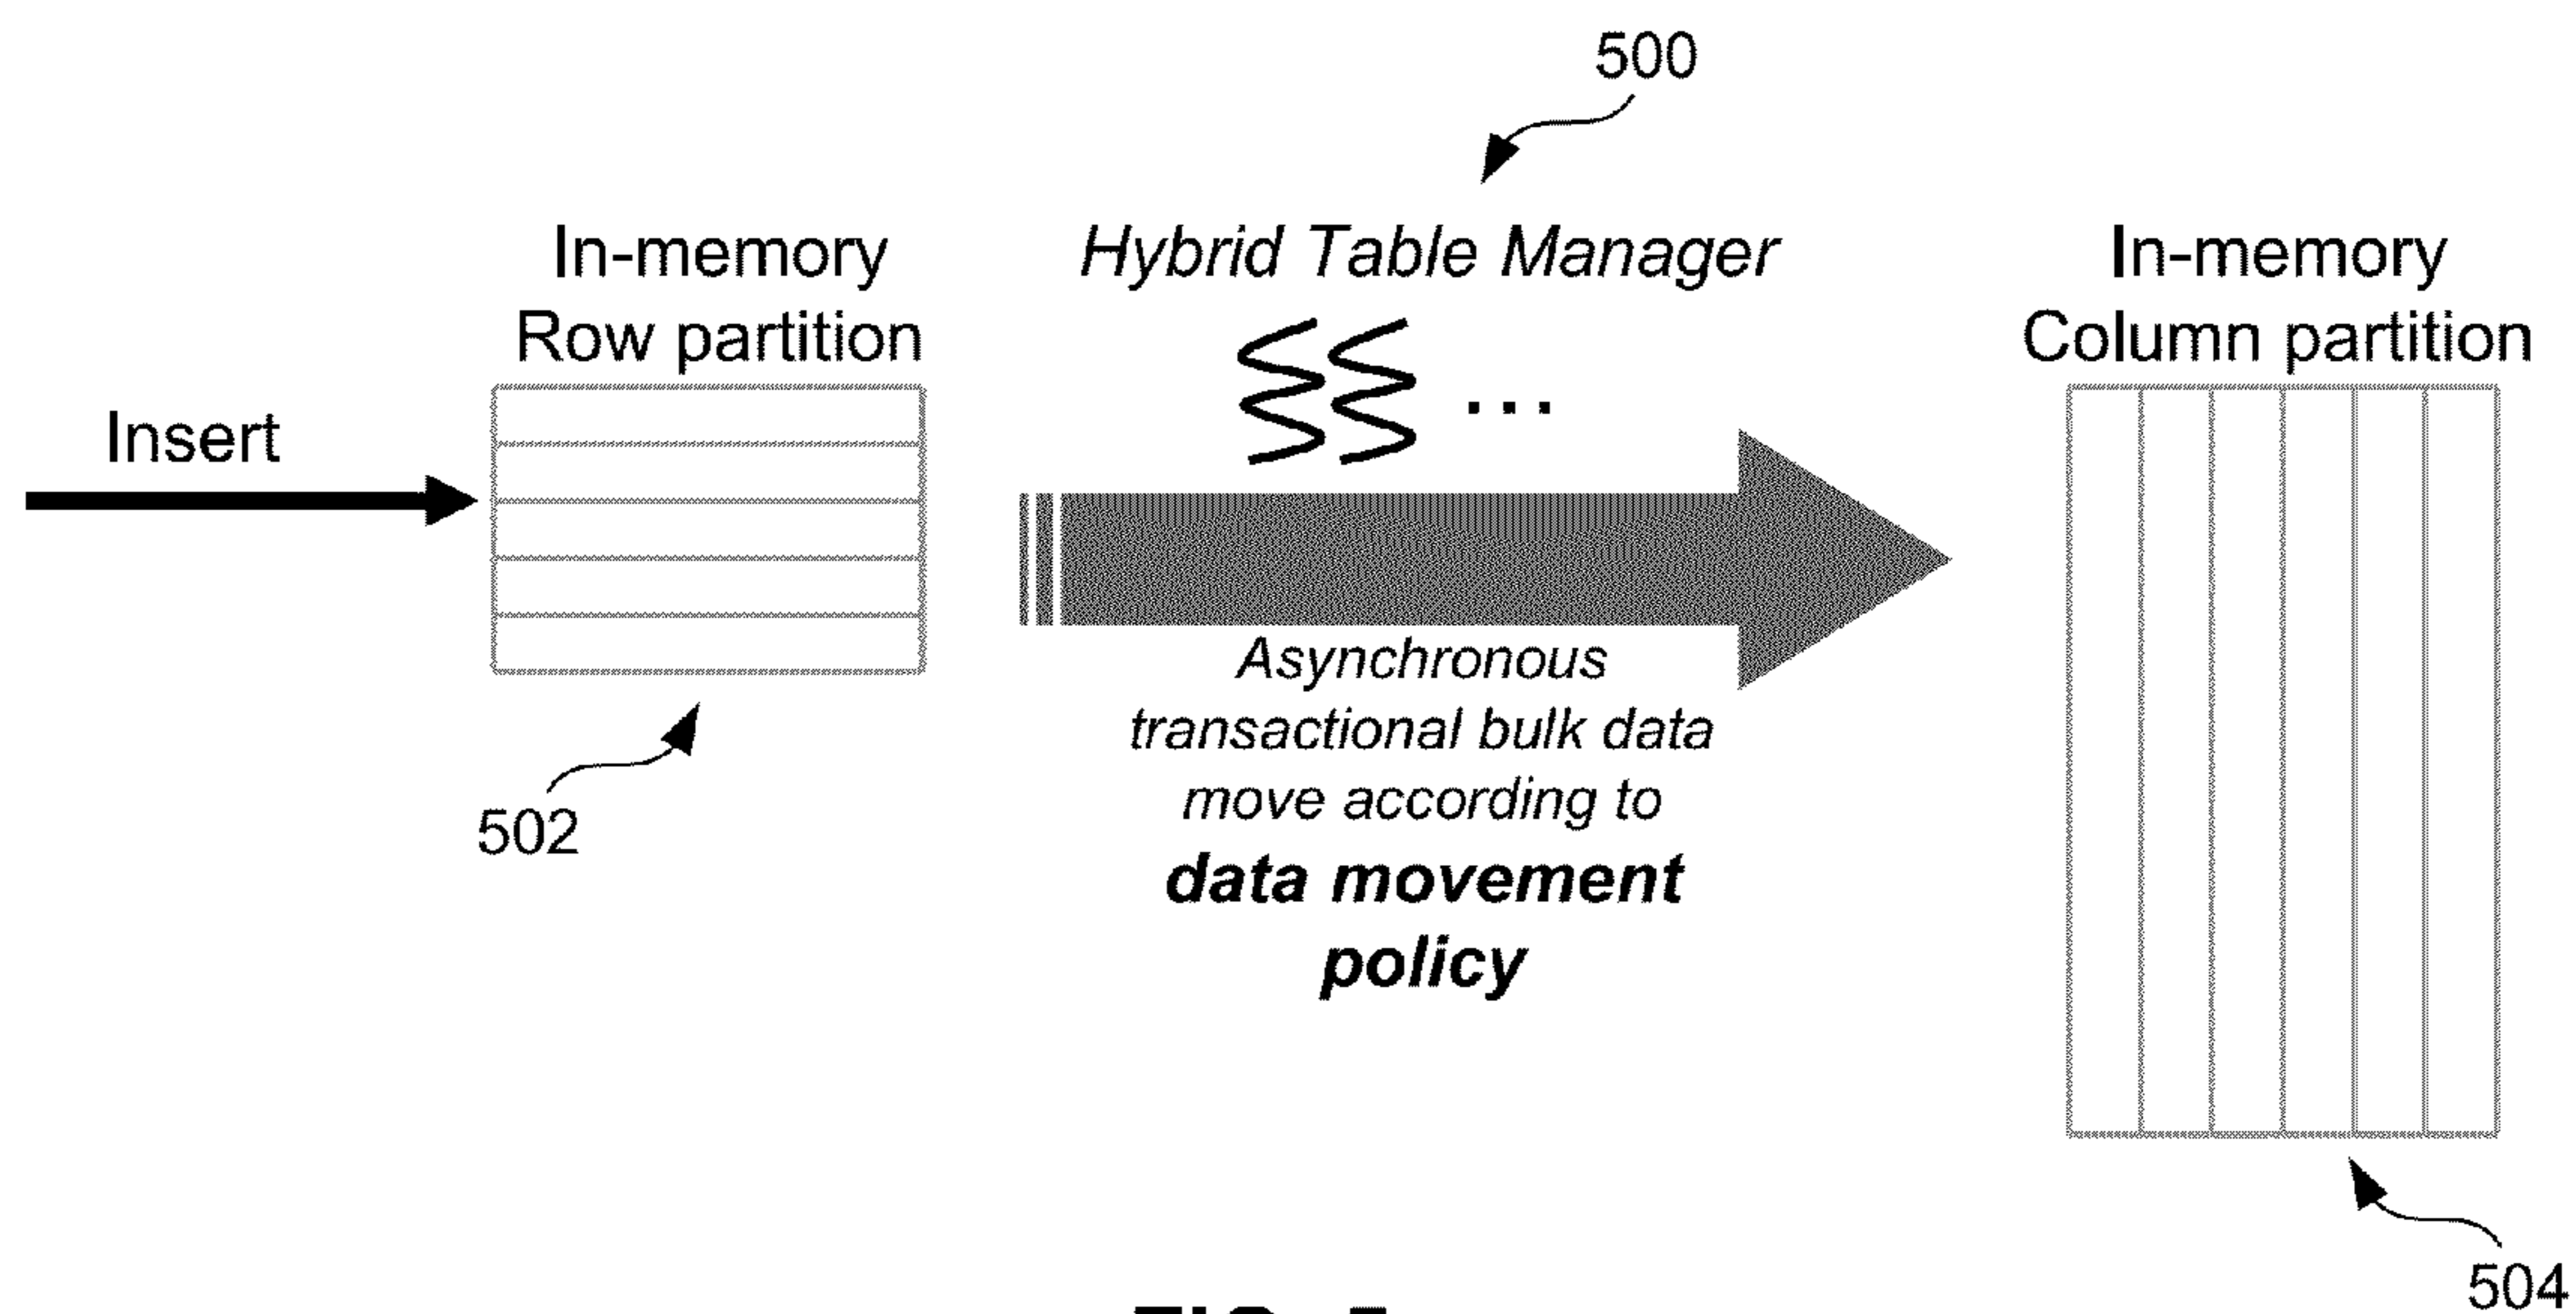 500
In-memory
Row partition
Hybrid Table Manager
In-memory
Column partition
Insert
...
Asynchronous
transactional bulk data
move according to
data movement
policy
502
504